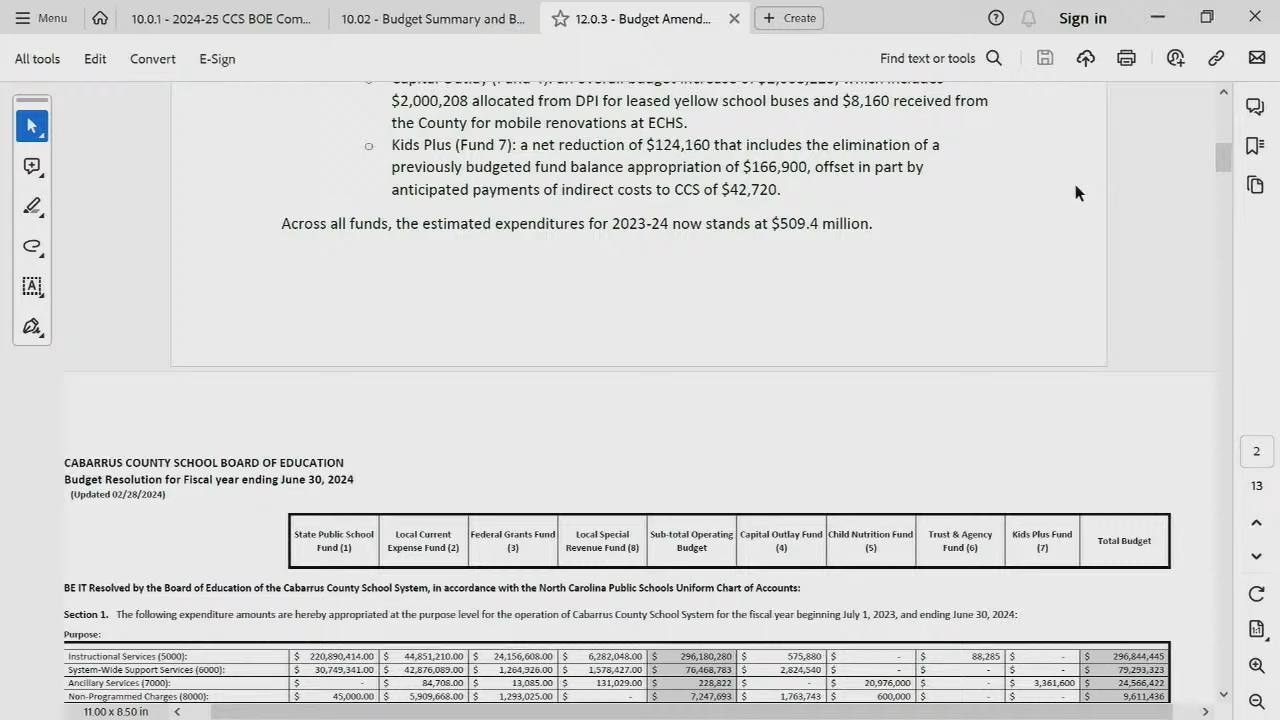 Menu
10.0.1 - 2024-25 CCS BOE Com...
10.02 - Budget Summary and B...
12.0.3 - Budget Amend...
Create
Sign in
All tools
Edit
Convert
E-Sign
Find text or tools
Capital Outlay (Fund 4): an overall budget increase of which includes
$2,000,208 allocated from DPI for leased yellow school buses and $8,160 received from
the County for mobile renovations at ECHS.
○ Kids Plus (Fund 7): a net reduction of $124,160 that includes the elimination of a
previously budgeted fund balance appropriation of $166,900, offset in part by
anticipated payments of indirect costs to CCS of $42,720.
Across all funds, the estimated expenditures for 2023-24 now stands at $509.4 million.
2
13
CABARRUS COUNTY SCHOOL BOARD OF EDUCATION
Budget Resolution for Fiscal year ending June 30, 2024
(Updated 02/28/2024)
State Public School Fund (1) Local Current Expense Fund (2) Federal Grants Fund (3) Local Special Revenue Fund (8) Sub-total Operating Budget Capital Outlay Fund (4) Child Nutrition Fund (5) Trust & Agency Fund (6) Kids Plus Fund (7) Total Budget
BE IT Resolved by the Board of Education of the Cabarrus County School System, in accordance with the North Carolina Public Schools Uniform Chart of Accounts:
Section 1. The following expenditure amounts are hereby appropriated at the purpose level for the operation of Cabarrus County School System for the fiscal year beginning July 1, 2023, and ending June 30, 2024:
Purpose:
Instructional Services (5000): $ 220,890,414.00 $ 44,851,210.00 $ 24,156,608.00 $ 6,282,048.00 $ 296,180,280 $ 575,880 $ - $ 88,285 $ - $ 296,844,445
System-Wide Support Services (6000): $ 30,749,341.00 $ 42,876,089.00 $ 1,264,926.00 $ 1,578,427.00 $ 76,468,783 $ 2,824,540 $ - $ - $ - $ 79,293,323
Ancillary Services (7000): $ - $ 84,708.00 $ 13,085.00 $ 131,029.00 $ 228,822 $ - $ 20,976,000 $ - $ 3,361,600 $ 24,566,422
Non-Programmed Charges (8000): $ 45,000.00 $ 5,909,668.00 $ 1,293,025.00 $ - $ 7,247,693 $ 1,763,743 $ 600,000 $ - $ - $ 9,611,436
11.00 x 8.50 in